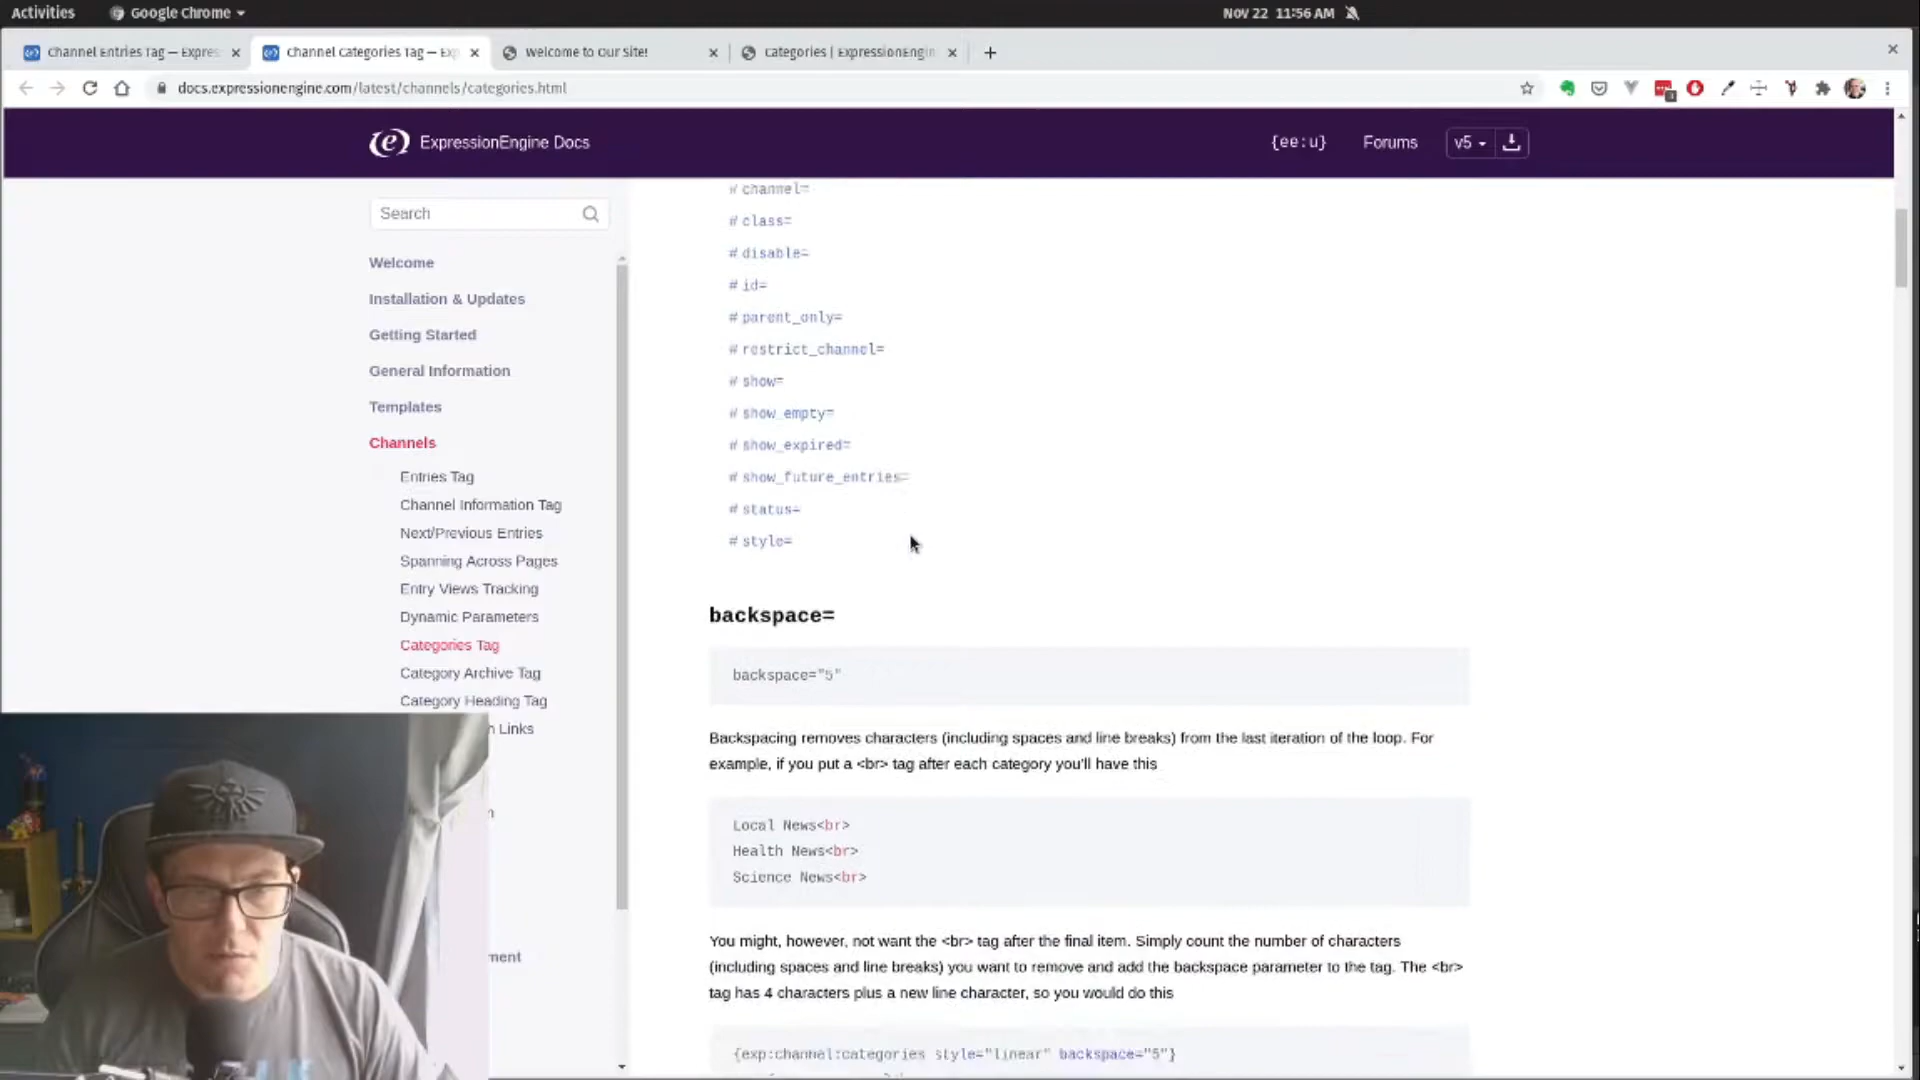 Activities
Google Chrome
Nov 22 11:56 AM
Channel Entries Tag — Expres
Channel Categories Tag — Exp
Welcome to Our Site!
Categories | ExpressionEngin
docs.expressionengine.com/latest/channels/categories.html
ExpressionEngine Docs
{ee:u}
Forums
v5
Search
Welcome
Installation & Updates
Getting Started
General Information
Templates
Channels
Entries Tag
Channel Information Tag
Next/Previous Entries
Spanning Across Pages
Entry Views Tracking
Dynamic Parameters
Categories Tag
Category Archive Tag
Category Heading Tag
n Links
n
ment
# channel=
# class=
# disable=
# id=
# parent_only=
# restrict_channel=
# show=
# show_empty=
# show_expired=
# show_future_entries=
# status=
# style=
backspace=
backspace="5"
Backspacing removes characters (including spaces and line breaks) from the last iteration of the loop. For
example, if you put a <br> tag after each category you'll have this
Local News<br>
Health News<br>
Science News<br>
You might, however, not want the <br> tag after the final item. Simply count the number of characters
(including spaces and line breaks) you want to remove and add the backspace parameter to the tag. The <br>
tag has 4 characters plus a new line character, so you would do this
{exp:channel:categories style="linear" backspace="5"}